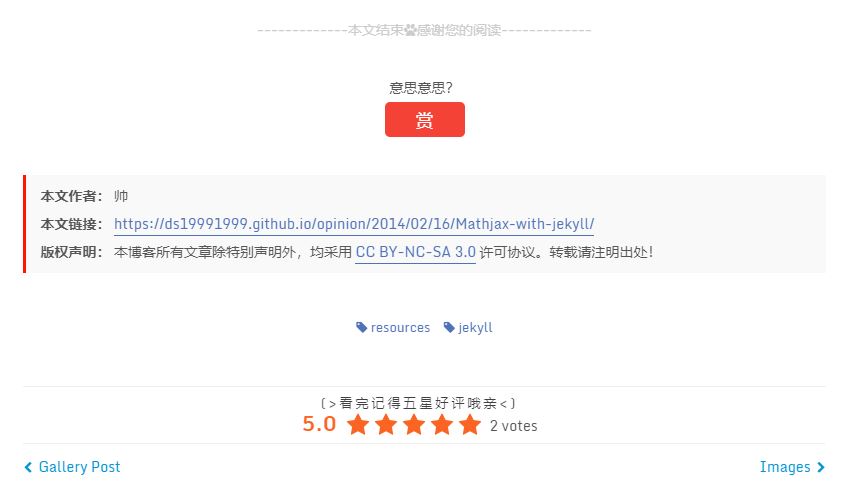 -------------本文结束感谢您的阅读-------------
意思意思?
赏
本文作者： 帅
本文链接： https://ds19991999.github.io/opinion/2014/02/16/Mathjax-with-jekyll/
版权声明： 本博客所有文章除特别声明外，均采用 CC BY-NC-SA 3.0 许可协议。转载请注明出处！
resources jekyll
(>看完记得五星好评哦亲<)
5.0 2 votes
Gallery Post Images